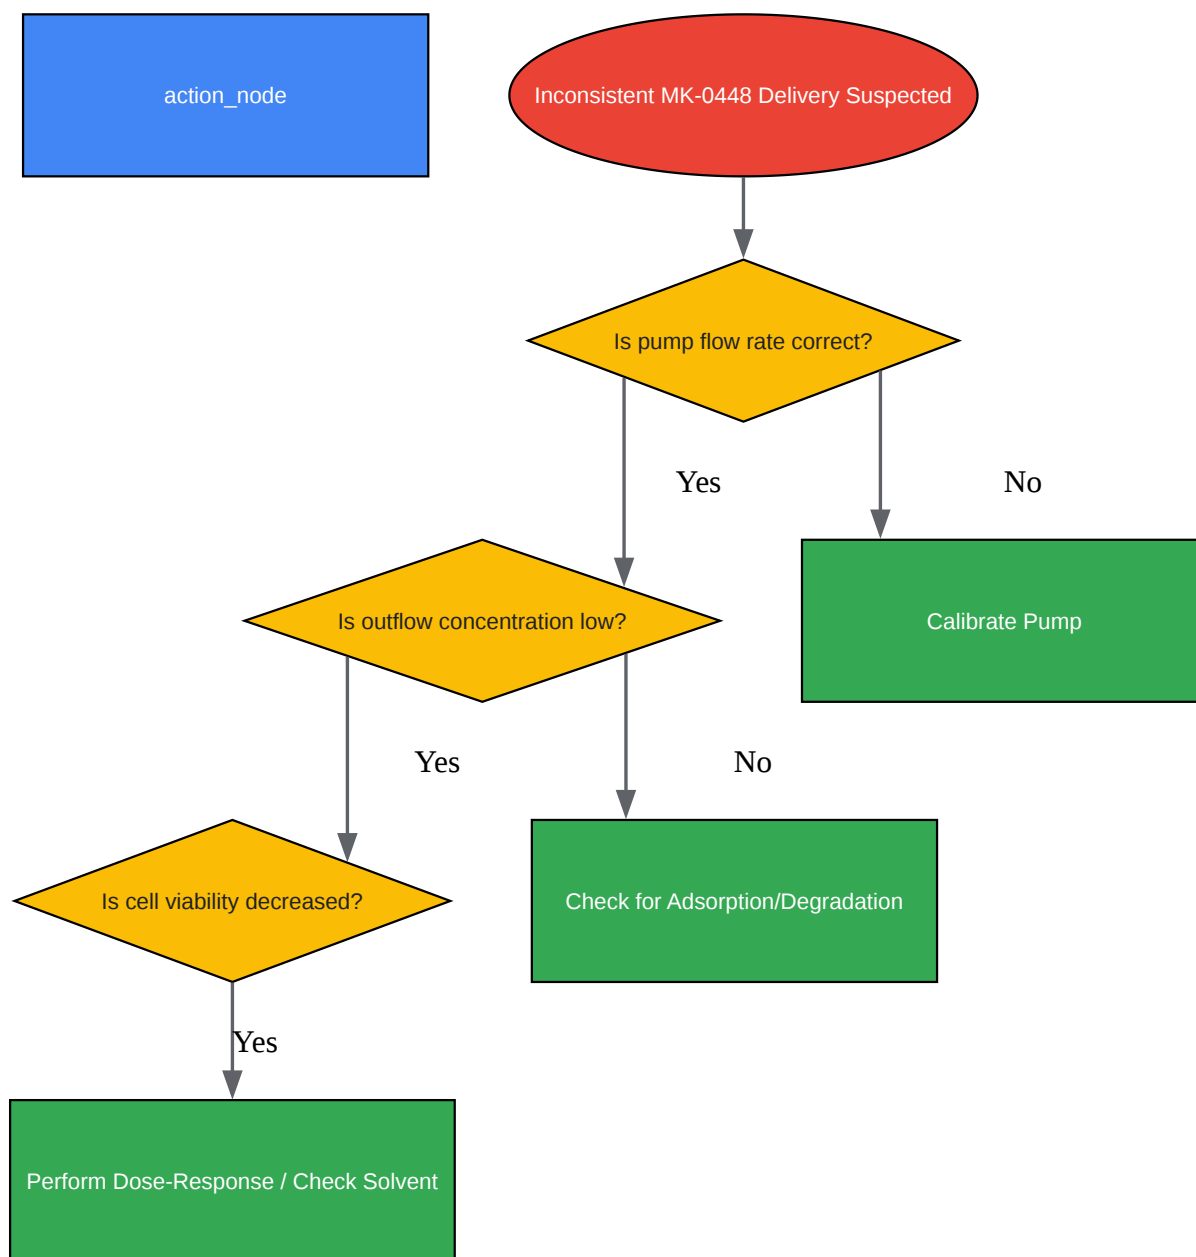 action_node
Inconsistent MK-0448 Delivery Suspected
Is pump flow rate correct?
Yes
No
Is outflow concentration low?
Calibrate Pump
Yes
No
Is cell viability decreased?
Check for Adsorption/Degradation
Yes
Perform Dose-Response / Check Solvent